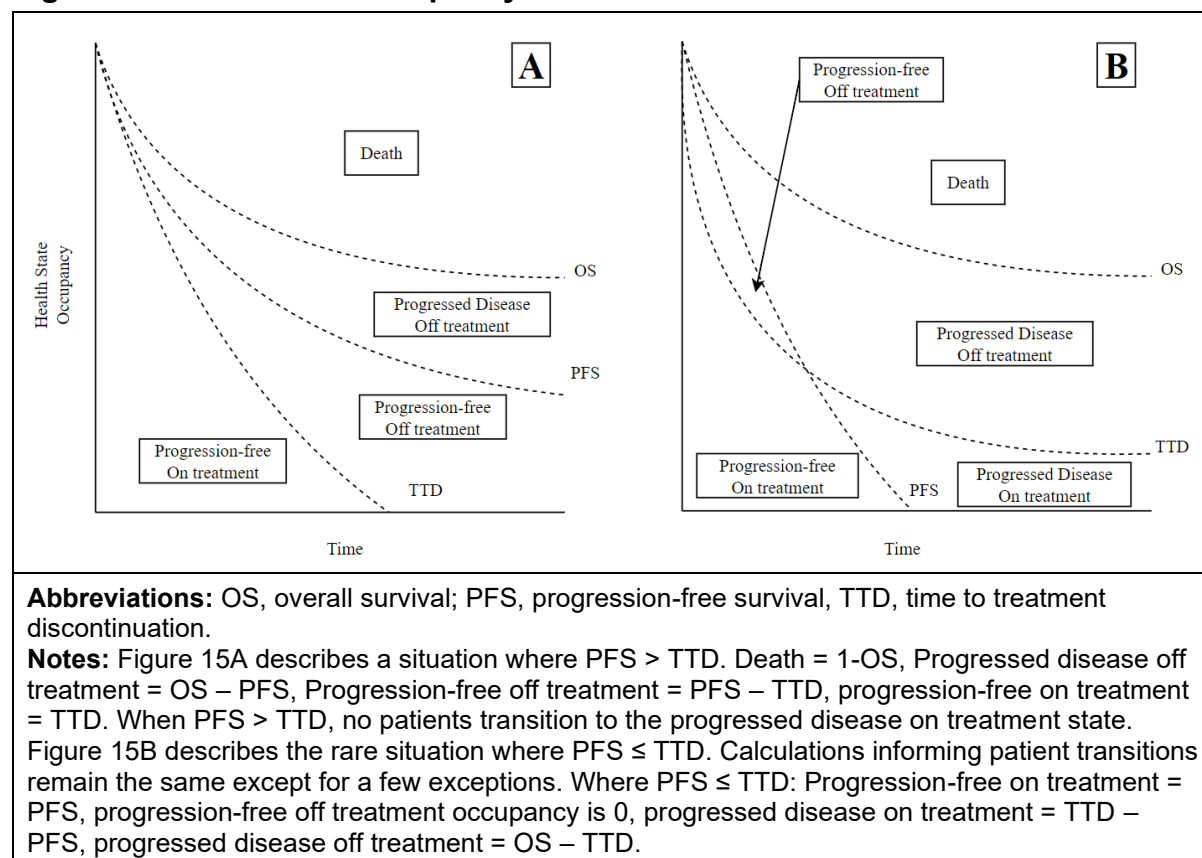 A
Death
Health State
Occupancy
OS
Progressed Disease
Off treatment
PFS
Progression-free
Off treatment
Progression-free
On treatment
TTD
Time
Progression-free
Off treatment
B
Death
OS
Progressed Disease
Off treatment
TTD
Progression-free
On treatment
PFS
Progressed Disease
On treatment
Time
Abbreviations: OS, overall survival; PFS, progression-free survival, TTD, time to treatment
discontinuation.
Notes: Figure 15A describes a situation where PFS > TTD. Death = 1-OS, Progressed disease off
treatment = OS – PFS, Progression-free off treatment = PFS – TTD, progression-free on treatment
= TTD. When PFS > TTD, no patients transition to the progressed disease on treatment state.
Figure 15B describes the rare situation where PFS ≤ TTD. Calculations informing patient transitions
remain the same except for a few exceptions. Where PFS ≤ TTD: Progression-free on treatment =
PFS, progression-free off treatment occupancy is 0, progressed disease on treatment = TTD –
PFS, progressed disease off treatment = OS – TTD.